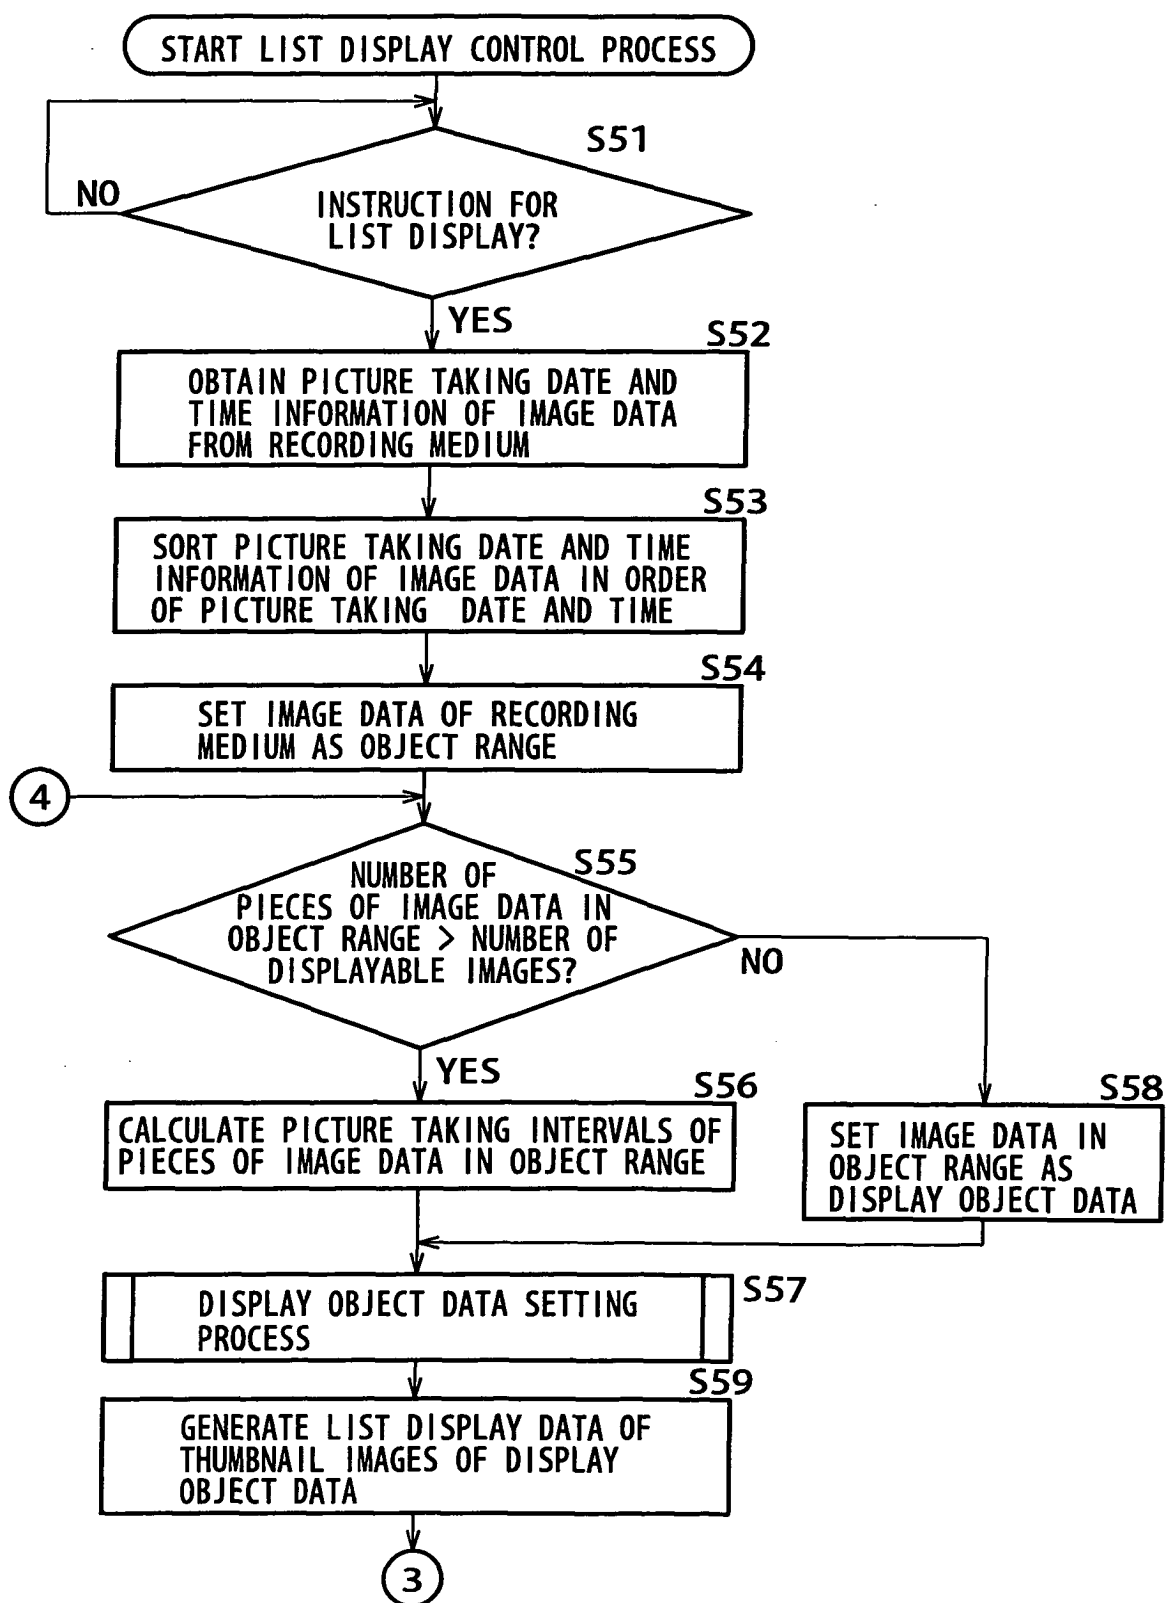 START LIST DISPLAY CONTROL PROCESS
S51
NO
INSTRUCTION FOR
LIST DISPLAY?
YES
S52
OBTAIN PICTURE TAKING DATE AND
TIME INFORMATION OF IMAGE DATA
FROM RECORDING MEDIUM
S53
SORT PICTURE TAKING DATE AND TIME
INFORMATION OF IMAGE DATA IN ORDER
OF PICTURE TAKING DATE AND TIME
S54
SET IMAGE DATA OF RECORDING
MEDIUM AS OBJECT RANGE
4
S55
NUMBER OF
PIECES OF IMAGE DATA IN
OBJECT RANGE > NUMBER OF
DISPLAYABLE IMAGES?
NO
YES
S56
CALCULATE PICTURE TAKING INTERVALS OF
PIECES OF IMAGE DATA IN OBJECT RANGE
S58
SET IMAGE DATA IN
OBJECT RANGE AS
DISPLAY OBJECT DATA
S57
DISPLAY OBJECT DATA SETTING
PROCESS
S59
GENERATE LIST DISPLAY DATA OF
THUMBNAIL IMAGES OF DISPLAY
OBJECT DATA
3